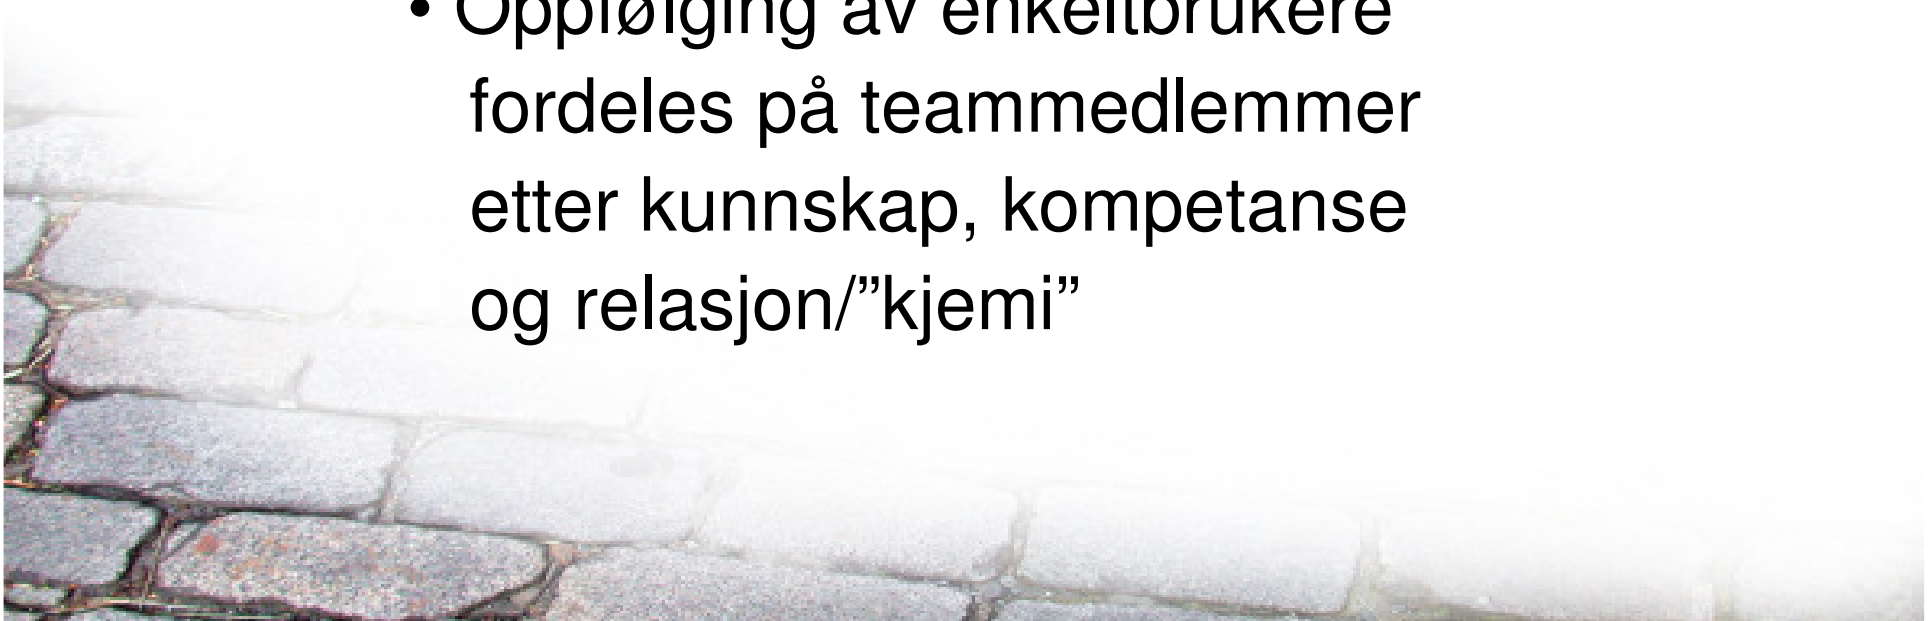 • Oppfølging av enkeltbrukere
fordeles på teammedlemmer
etter kunnskap, kompetanse
og relasjon/”kjemi”